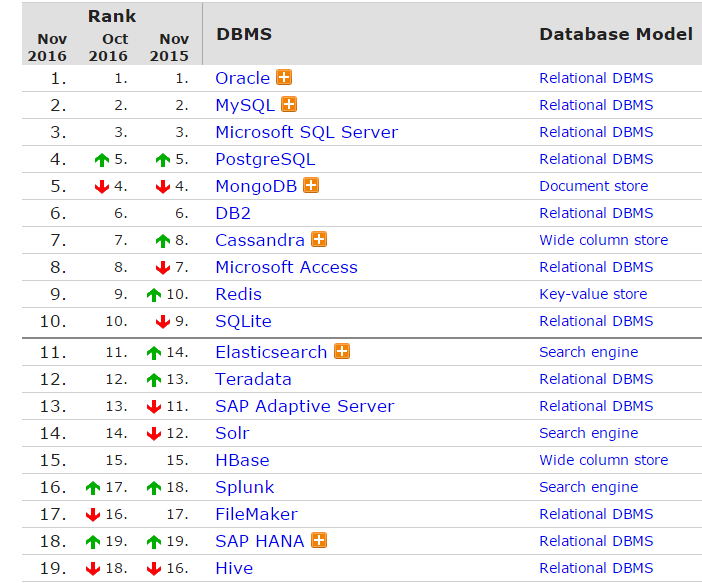 Rank
Nov 2016 Oct 2016 Nov 2015 DBMS Database Model
1. 1. 1. Oracle Relational DBMS
2. 2. 2. MySQL Relational DBMS
3. 3. 3. Microsoft SQL Server Relational DBMS
4. 5. 5. PostgreSQL Relational DBMS
5. 4. 4. MongoDB Document store
6. 6. 6. DB2 Relational DBMS
7. 7. 8. Cassandra Wide column store
8. 8. 7. Microsoft Access Relational DBMS
9. 9. 10. Redis Key-value store
10. 10. 9. SQLite Relational DBMS
11. 11. 14. Elasticsearch Search engine
12. 12. 13. Teradata Relational DBMS
13. 13. 11. SAP Adaptive Server Relational DBMS
14. 14. 12. Solr Search engine
15. 15. 15. HBase Wide column store
16. 17. 18. Splunk Search engine
17. 16. 17. FileMaker Relational DBMS
18. 19. 19. SAP HANA Relational DBMS
19. 18. 16. Hive Relational DBMS